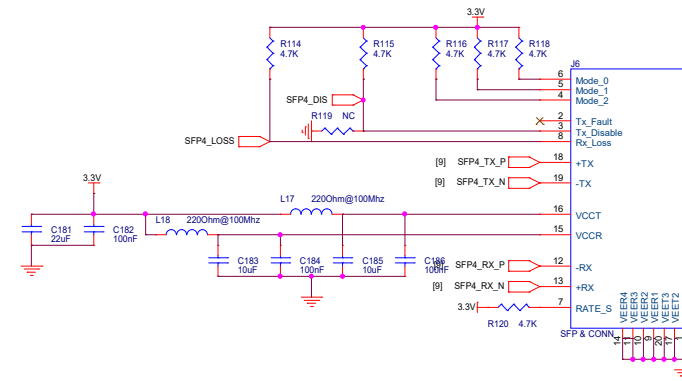 3.3V
R114
4.7K
R115
4.7K
R116
4.7K
R117
4.7K
R118
4.7K
J6
6
Mode_0
5
Mode_1
4
Mode_2
SFP4_DIS
R119 NC
2
Tx_Fault
3
Tx_Disable
8
Rx_Loss
SFP4_LOSS
[9] SFP4_TX_P
18
+TX
[9] SFP4_TX_N
19
-TX
3.3V
L17 220Ohm@100Mhz
16
VCCT
L18 220Ohm@100Mhz
15
VCCR
C181
22uF
C182
100nF
C183
10uF
C184
100nF
C185
10uF
C186
100nF
[9] SFP4_RX_P
12
-RX
[9] SFP4_RX_N
13
+RX
3.3V
7
RATE_S
R120 4.7K
SFP & CONN
VEER4
VEER3
VEER2
VEER1
VEET3
VEET2
14
11
10
9
20
17
1